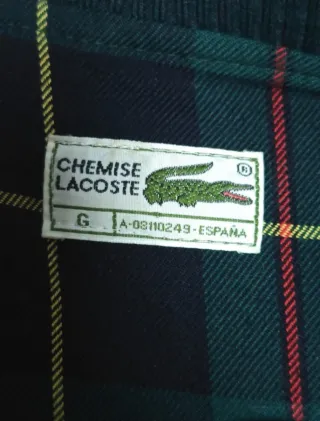 CHEMISE
LACOSTE ®
G A-08110249-ESPAÑA